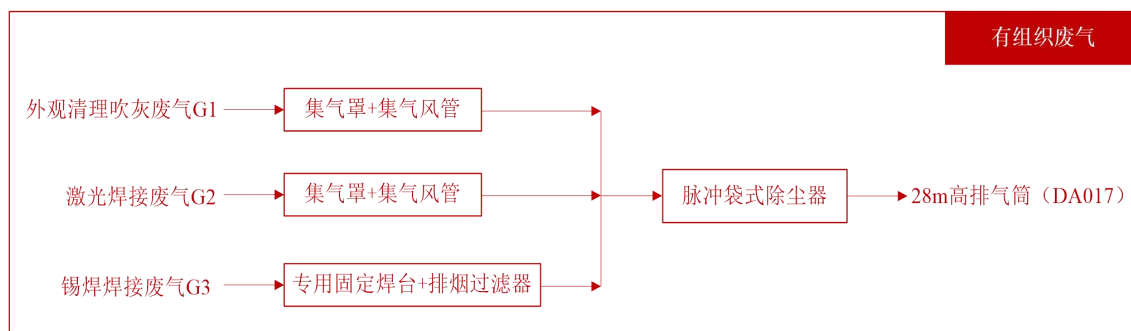 有组织废气
外观清理吹灰废气G1
集气罩+集气风管
激光焊接废气G2
集气罩+集气风管
脉冲袋式除尘器
28m高排气筒（DA017）
锡焊焊接废气G3
专用固定焊台+排烟过滤器